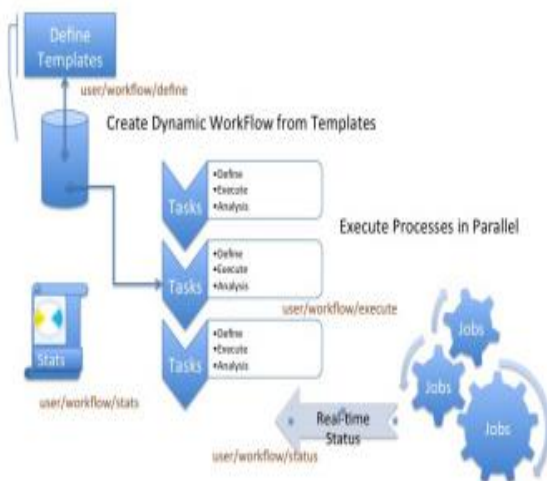 Define
Templates
user/workflow/define
Create Dynamic WorkFlow from Templates
Tasks
•Define
•Execute
•Analysis
Execute Processes in Parallel
Tasks
•Define
•Execute
•Analysis
user/workflow/execute
Tasks
•Define
•Execute
•Analysis
Stats
user/workflow/stats
Jobs
Jobs
Jobs
Real-time
Status
user/workflow/status